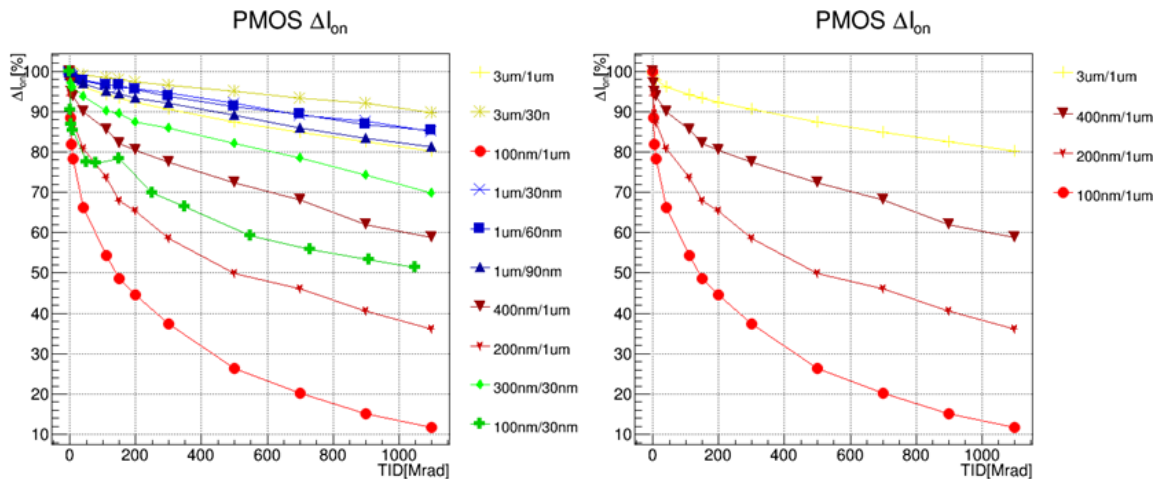 PMOS ΔIon
ΔIon[%]
100
90
80
70
60
50
40
30
20
10
0
200
400
600
800
1000
TID[Mrad]
3um/1um
3um/30n
100nm/1um
1um/30nm
1um/60nm
1um/90nm
400nm/1um
200nm/1um
300nm/30nm
100nm/30nm
PMOS ΔIon
ΔIon[%]
100
90
80
70
60
50
40
30
20
10
0
200
400
600
800
1000
TID[Mrad]
3um/1um
400nm/1um
200nm/1um
100nm/1um